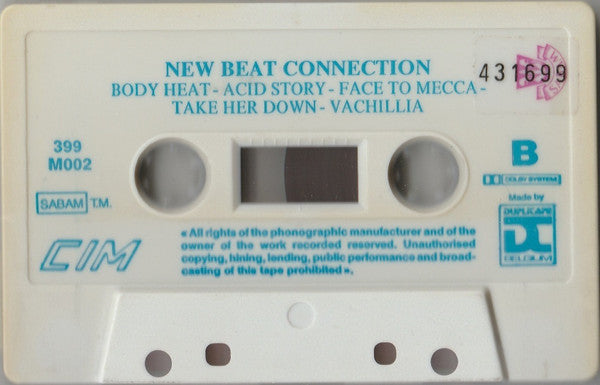 NEW BEAT CONNECTION
BODY HEAT - ACID STORY - FACE TO MECCA -
TAKE HER DOWN - VACHILLIA
431699
399
M002
B
DOLBY SYSTEM
SABAM T.M.
Made by
DUPLICAPE
DC
BELGIUM
CIM
« All rights of the phonographic manufacturer and of the
owner of the work recorded reserved. Unauthorised
copying, hining, lending, public performance and broad-
casting of this tape prohibited ».